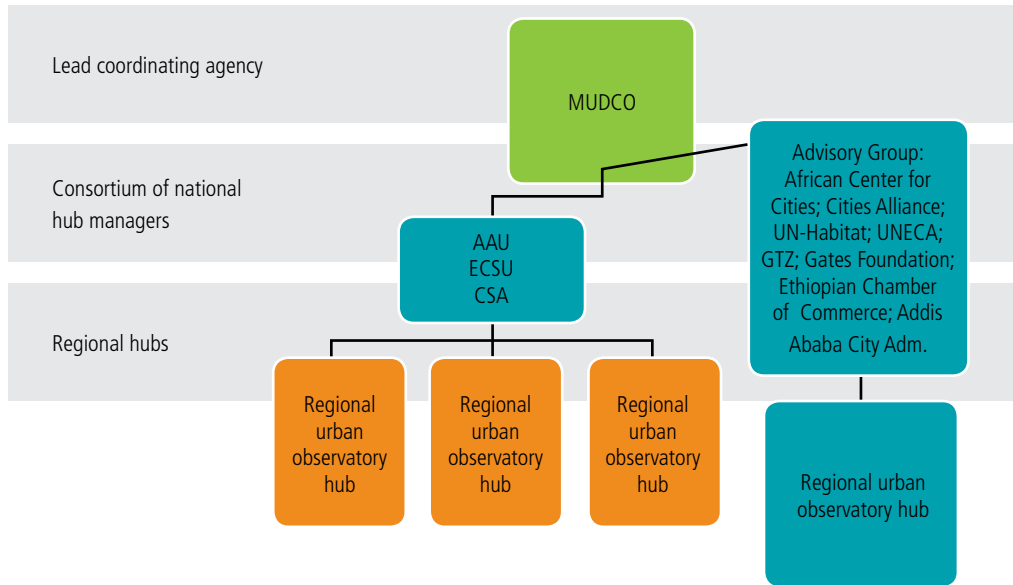 Lead coordinating agency
MUDCO
Consortium of national
hub managers
Advisory Group:
African Center for
Cities; Cities Alliance;
UN-Habitat; UNECA;
GTZ; Gates Foundation;
Ethiopian Chamber
of Commerce; Addis
Ababa City Adm.
AAU
ECSU
CSA
Regional hubs
Regional
urban
observatory
hub
Regional
urban
observatory
hub
Regional
urban
observatory
hub
Regional urban
observatory hub